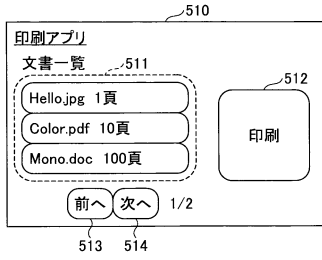 510
印刷アプリ
文書一覧
511
512
Hello.jpg 1頁
Color.pdf 10頁
Mono.doc 100頁
印刷
前へ 次へ 1/2
513 514